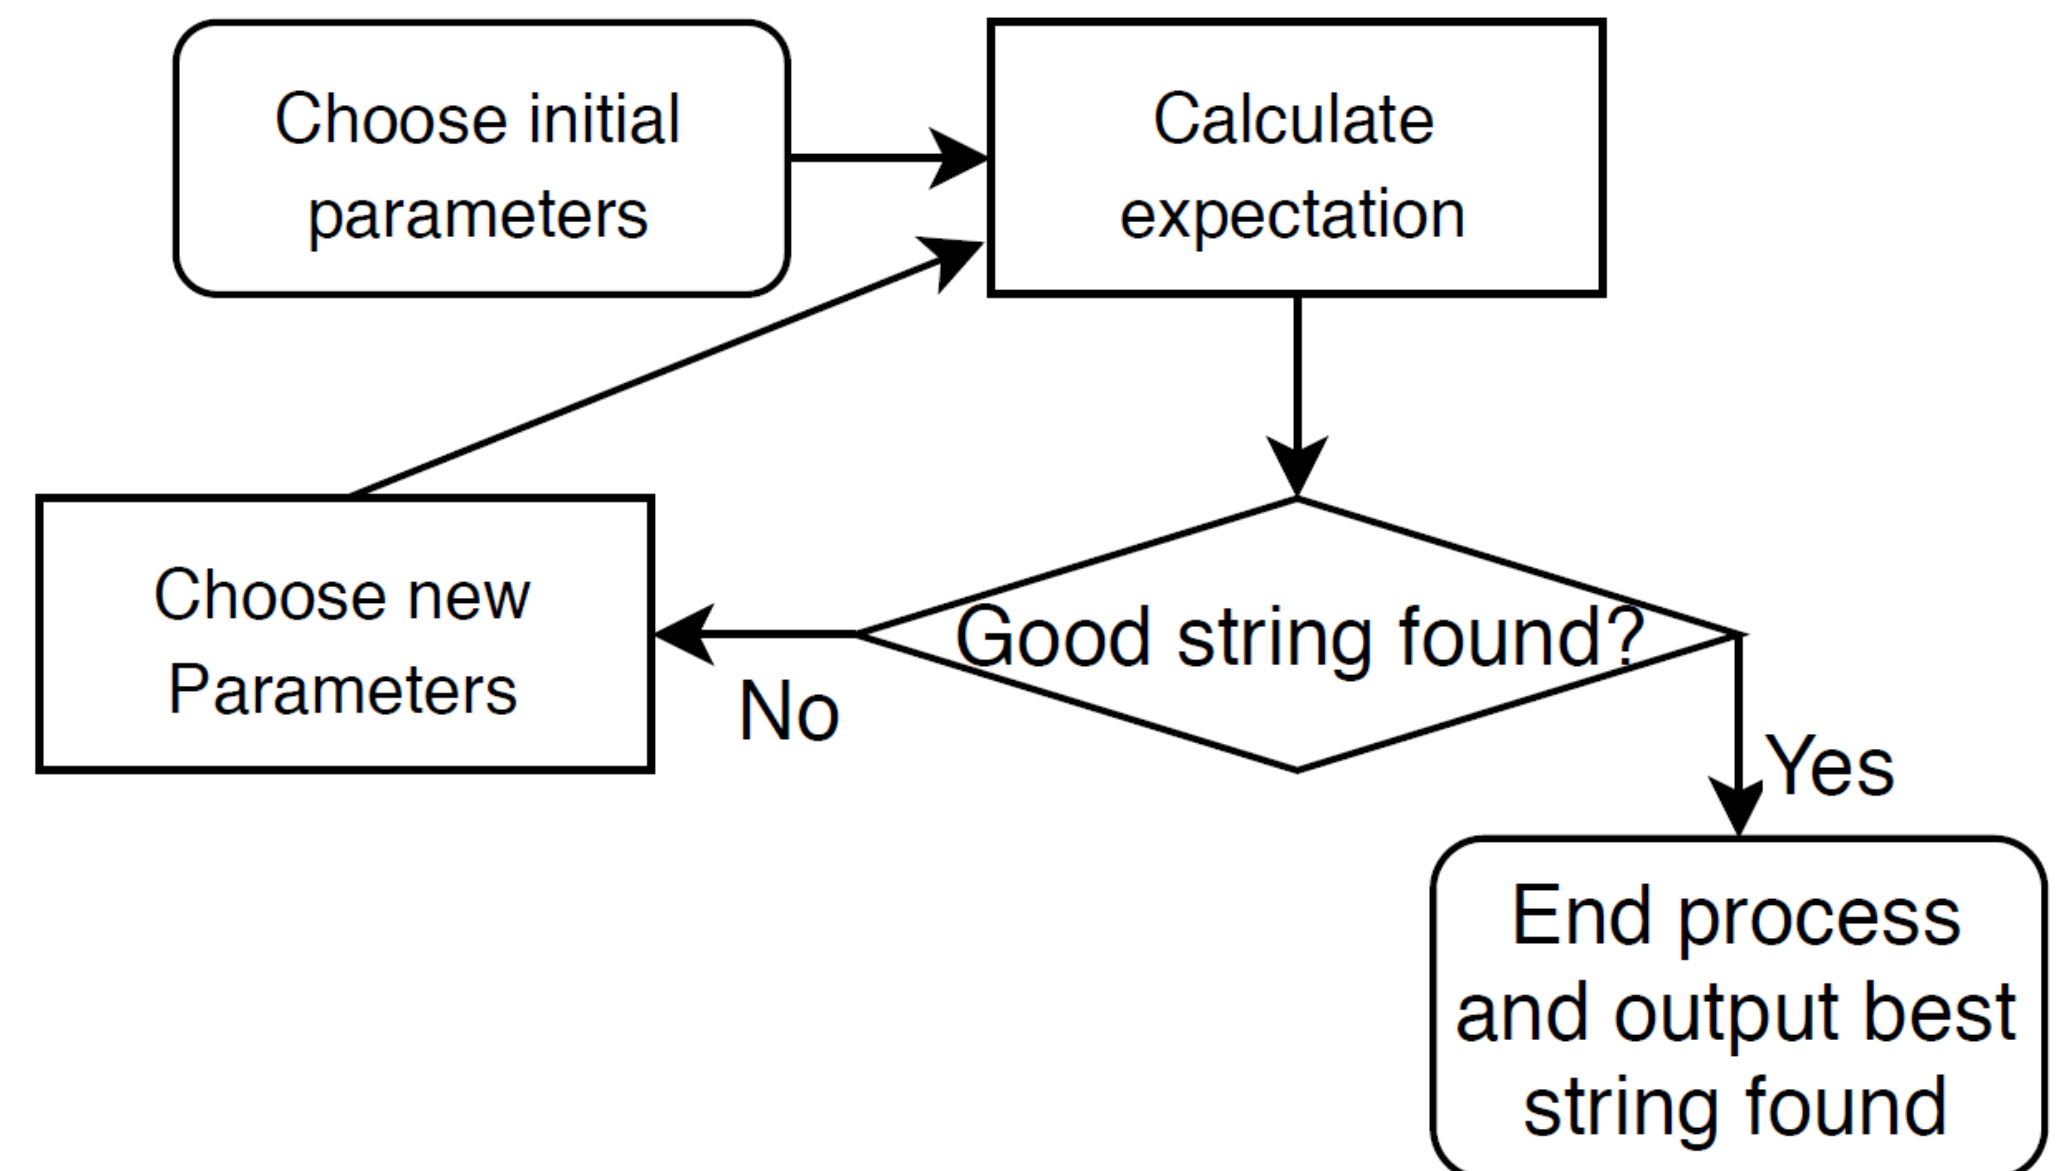 Choose initial
parameters
Calculate
expectation
Good string found?
No
Choose new
Parameters
Yes
End process
and output best
string found